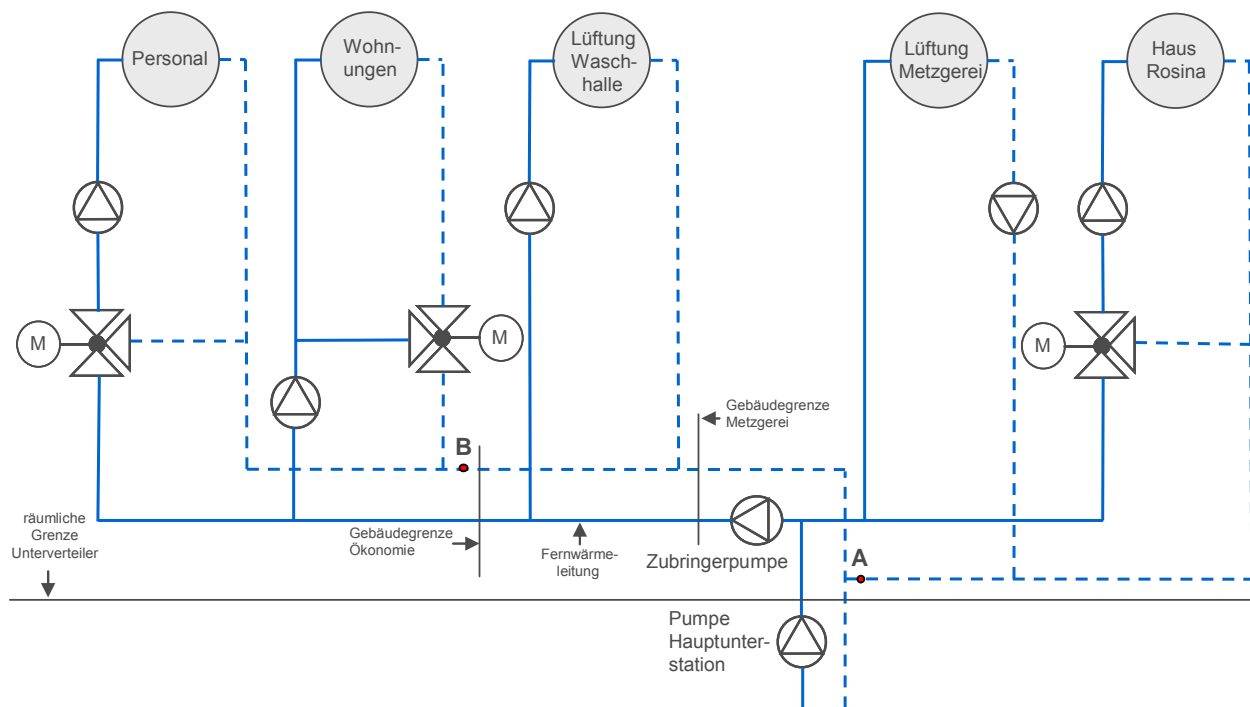 Personal
Wohn-
ungen
Lüftung
Wasch-
halle
Lüftung
Metzgerei
Haus
Rosina
M
M
M
Gebäudegrenze
Metzgerei
B
räumliche
Grenze
Unterverteiler
Gebäudegrenze
Ökonomie
Fernwärme-
leitung
Zubringerpumpe
A
Pumpe
Hauptunter-
station